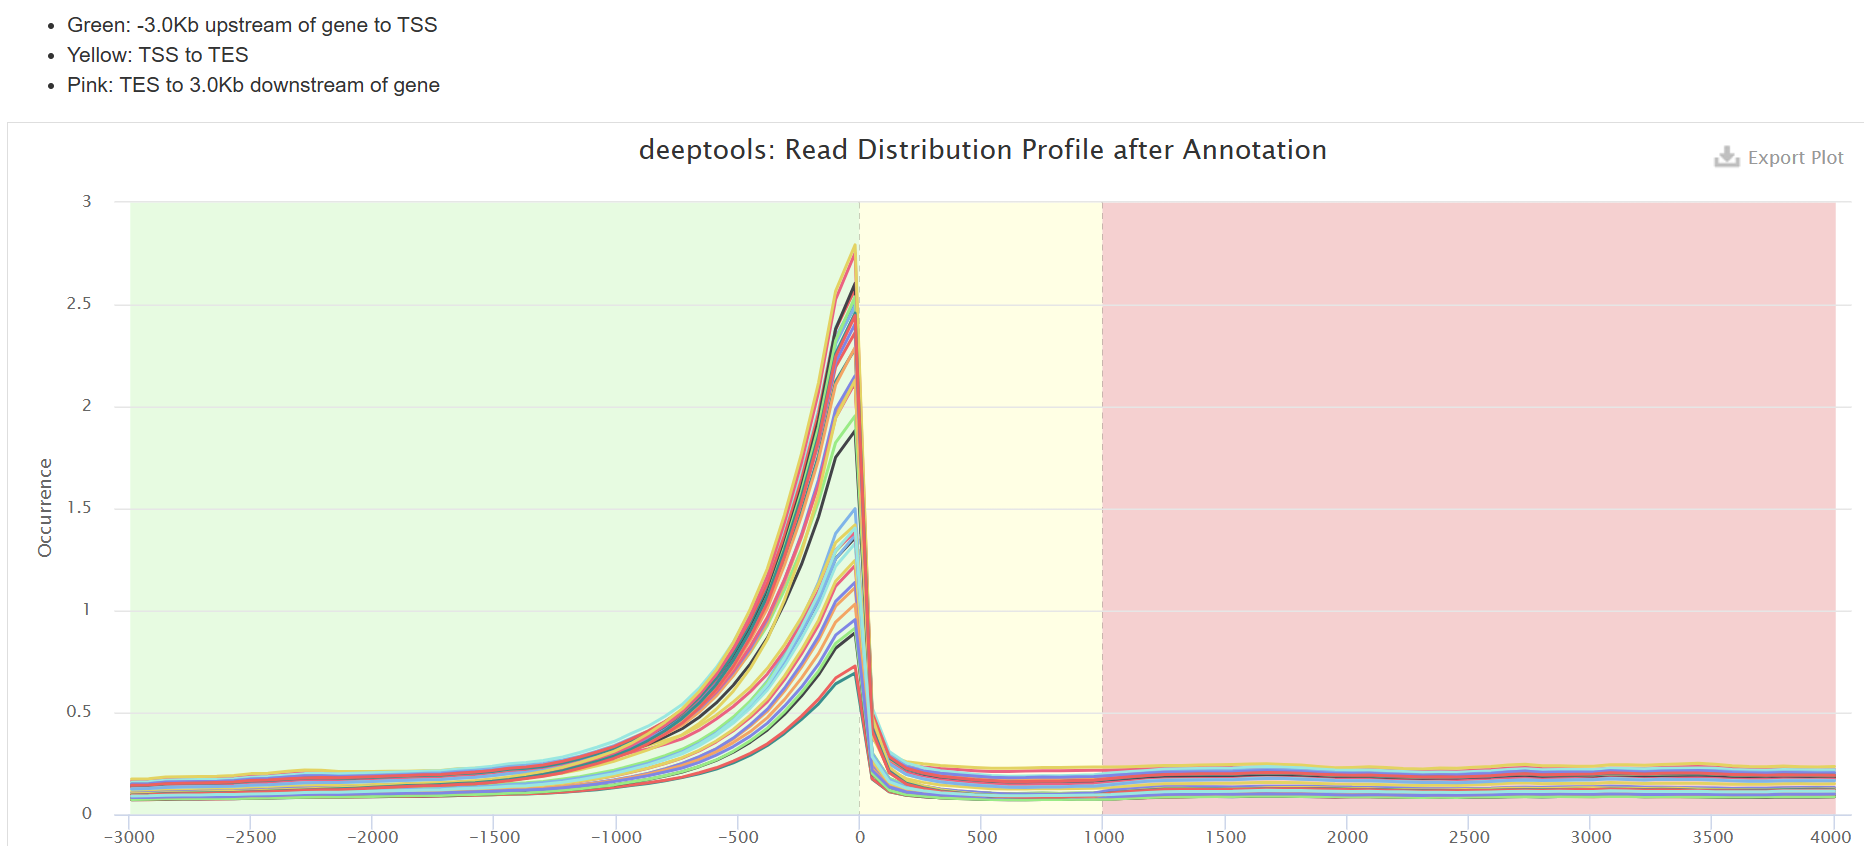 Green: -3.0Kb upstream of gene to TSS
Yellow: TSS to TES
Pink: TES to 3.0Kb downstream of gene
deeptools: Read Distribution Profile after Annotation
Export Plot
3
2.5
2
1.5
1
0.5
0
Occurrence
-3000 -2500 -2000 -1500 -1000 -500 0 500 1000 1500 2000 2500 3000 3500 4000